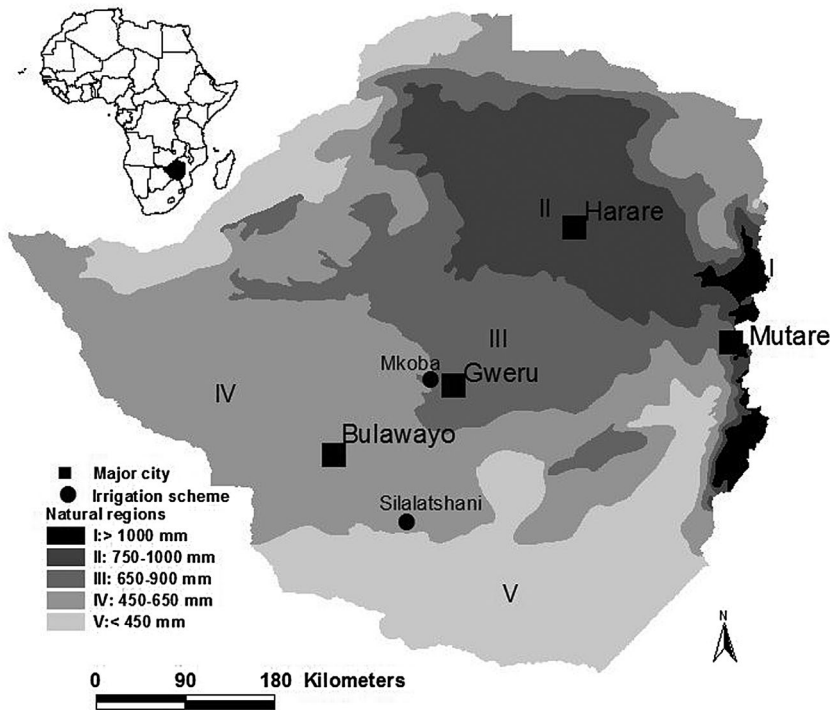 II Harare
I
III
Mutare
Mkoba
Gweru
IV
Bulawayo
Silalatshani
V
Major city
Irrigation scheme
Natural regions
I:> 1000 mm
II: 750-1000 mm
III: 650-900 mm
IV: 450-650 mm
V:< 450 mm
N
0 90 180 Kilometers